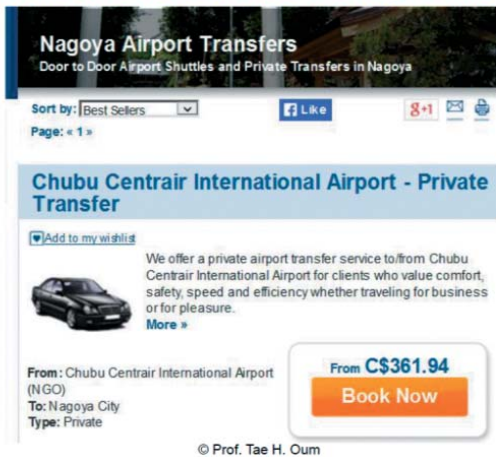 Nagoya Airport Transfers
Door to Door Airport Shuttles and Private Transfers in Nagoya
Sort by: Best Sellers
Like
g+1
Page: « 1 »
Chubu Centrair International Airport - Private
Transfer
Add to my wishlist
We offer a private airport transfer service to/from Chubu
Centrair International Airport for clients who value comfort,
safety, speed and efficiency whether traveling for business
or for pleasure.
More »
From: Chubu Centrair International Airport
(NGO)
To: Nagoya City
Type: Private
From C$361.94
Book Now
© Prof. Tae H. Oum